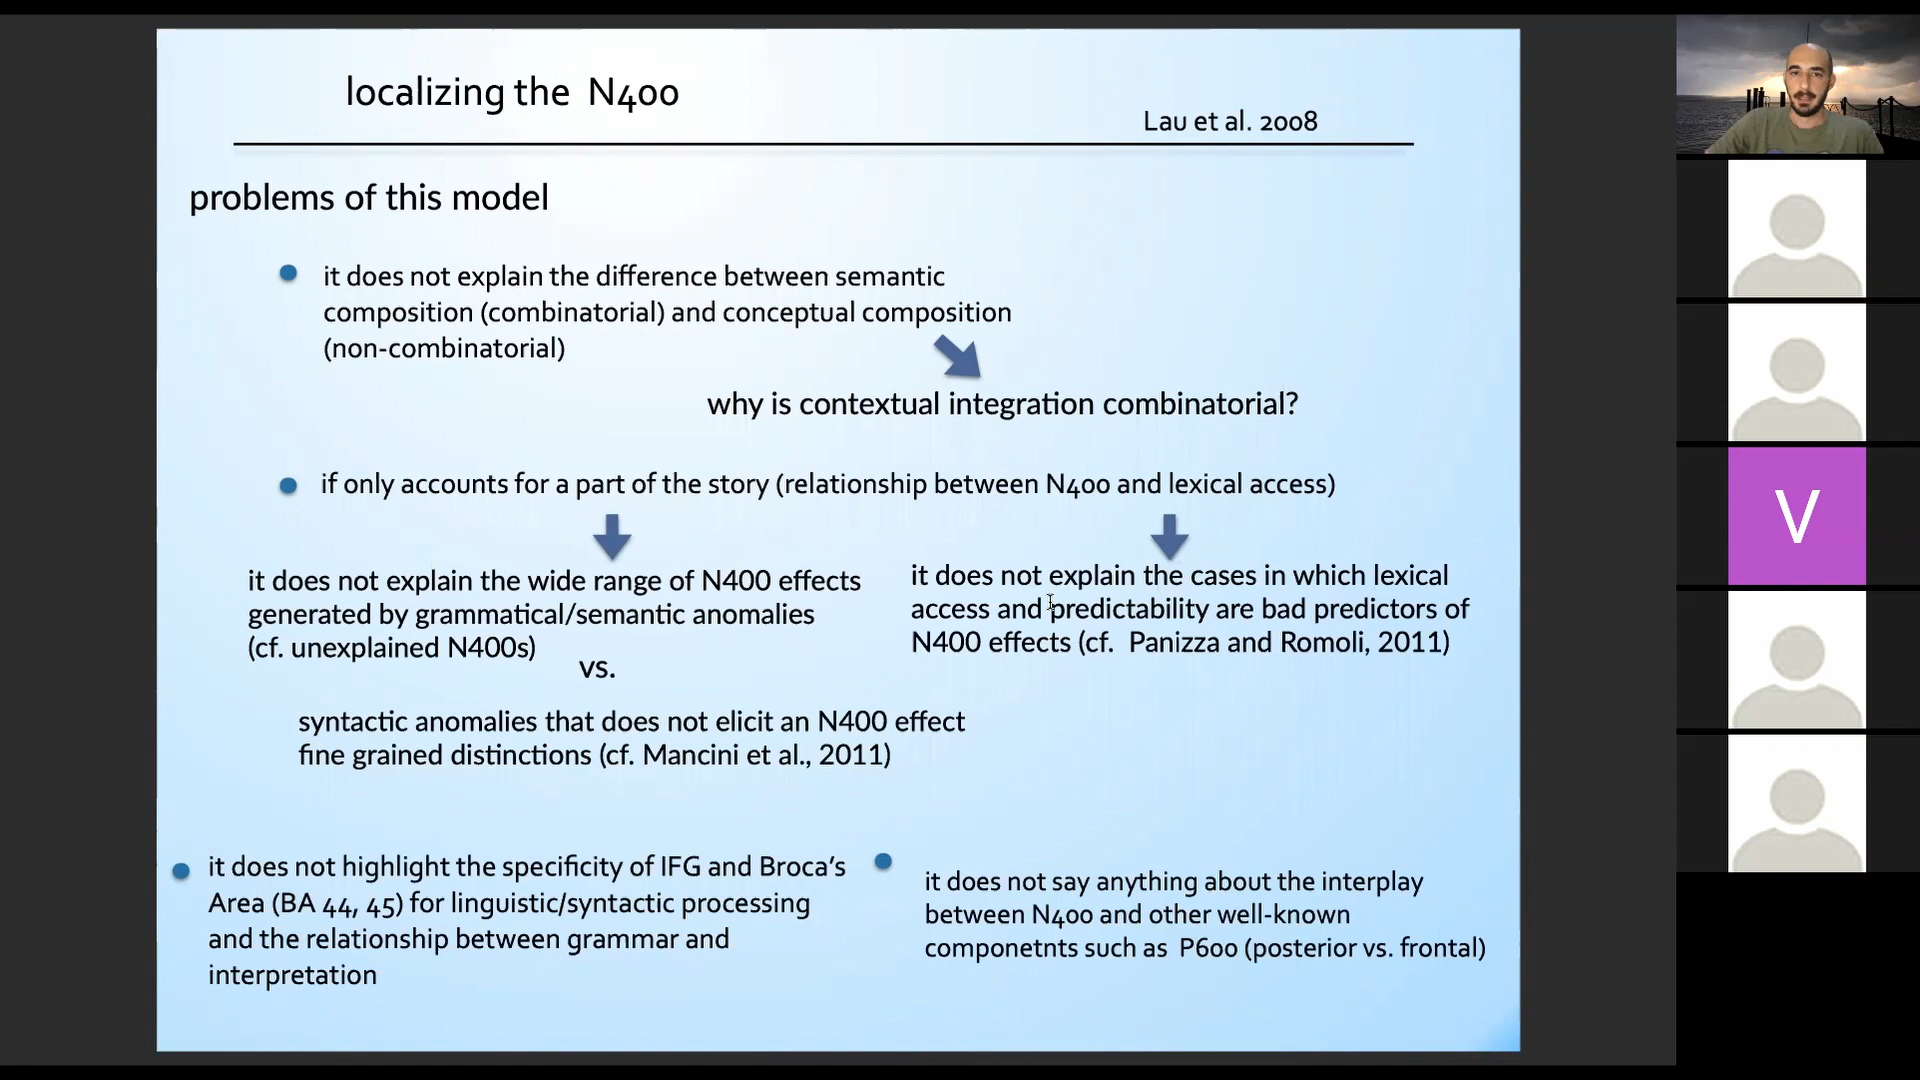 localizing the N400
Lau et al. 2008
problems of this model
it does not explain the difference between semantic
composition (combinatorial) and conceptual composition
(non-combinatorial)
why is contextual integration combinatorial?
if only accounts for a part of the story (relationship between N400 and lexical access)
it does not explain the wide range of N400 effects
generated by grammatical/semantic anomalies
(cf. unexplained N400s)
vs.
syntactic anomalies that does not elicit an N400 effect
fine grained distinctions (cf. Mancini et al., 2011)
it does not explain the cases in which lexical
access and predictability are bad predictors of
N400 effects (cf. Panizza and Romoli, 2011)
it does not highlight the specificity of IFG and Broca's
Area (BA 44, 45) for linguistic/syntactic processing
and the relationship between grammar and
interpretation
it does not say anything about the interplay
between N400 and other well-known
componetnts such as P600 (posterior vs. frontal)
V